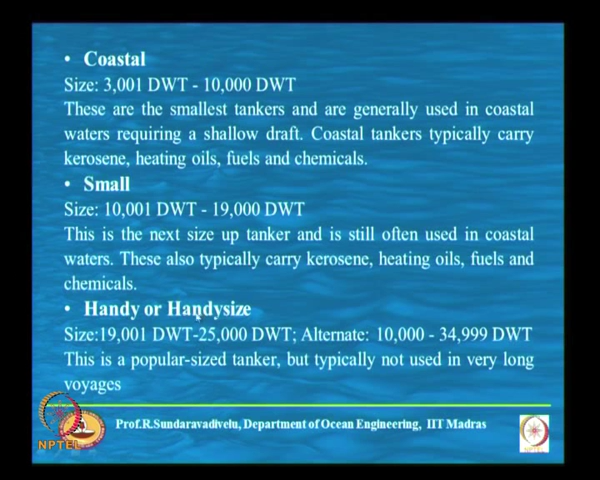 • Coastal
Size: 3,001 DWT - 10,000 DWT
These are the smallest tankers and are generally used in coastal
waters requiring a shallow draft. Coastal tankers typically carry
kerosene, heating oils, fuels and chemicals.
• Small
Size: 10,001 DWT - 19,000 DWT
This is the next size up tanker and is still often used in coastal
waters. These also typically carry kerosene, heating oils, fuels and
chemicals.
• Handy or Handysize
Size:19,001 DWT-25,000 DWT; Alternate: 10,000 - 34,999 DWT
This is a popular-sized tanker, but typically not used in very long
voyages
Prof.R.Sundaravadivelu, Department of Ocean Engineering, IIT Madras
NPTEL
NPTEL